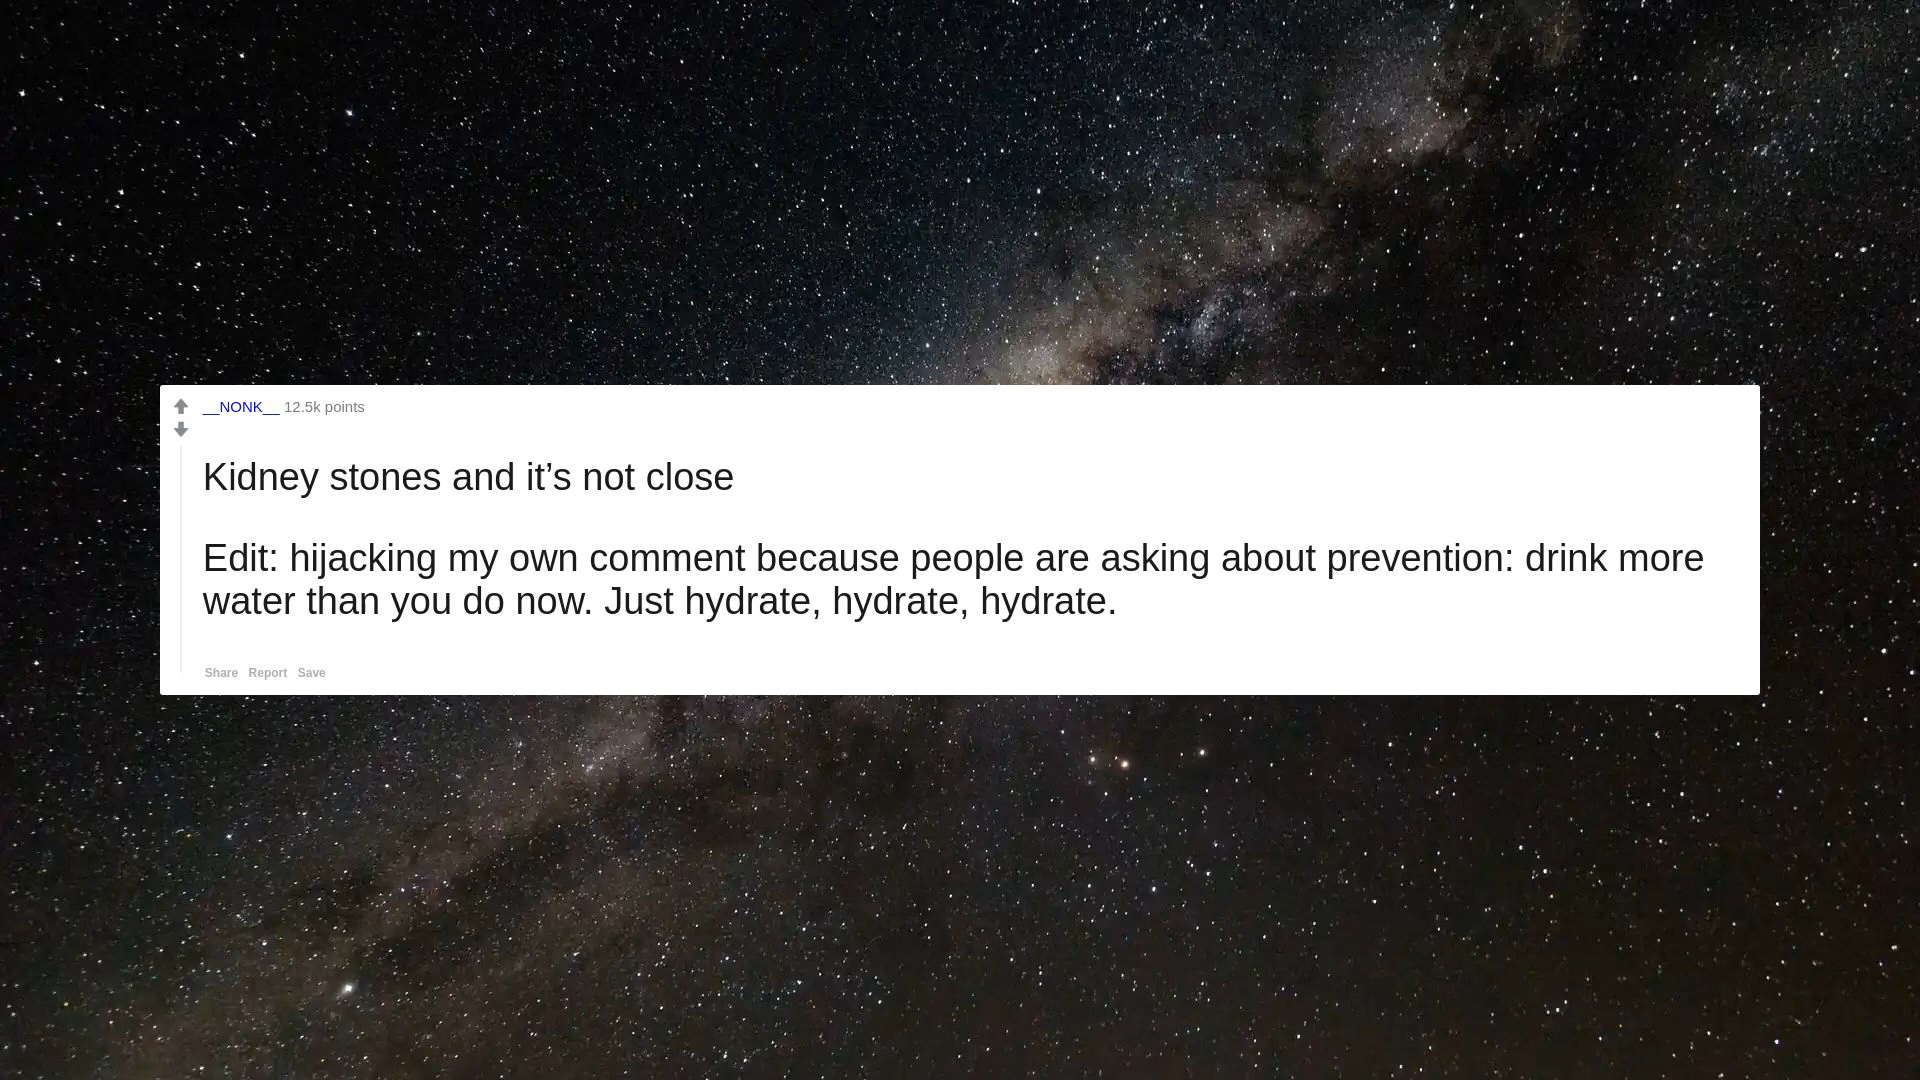 __NONK__ 12.5k points
Kidney stones and it’s not close
Edit: hijacking my own comment because people are asking about prevention: drink more
water than you do now. Just hydrate, hydrate, hydrate.
Share Report Save